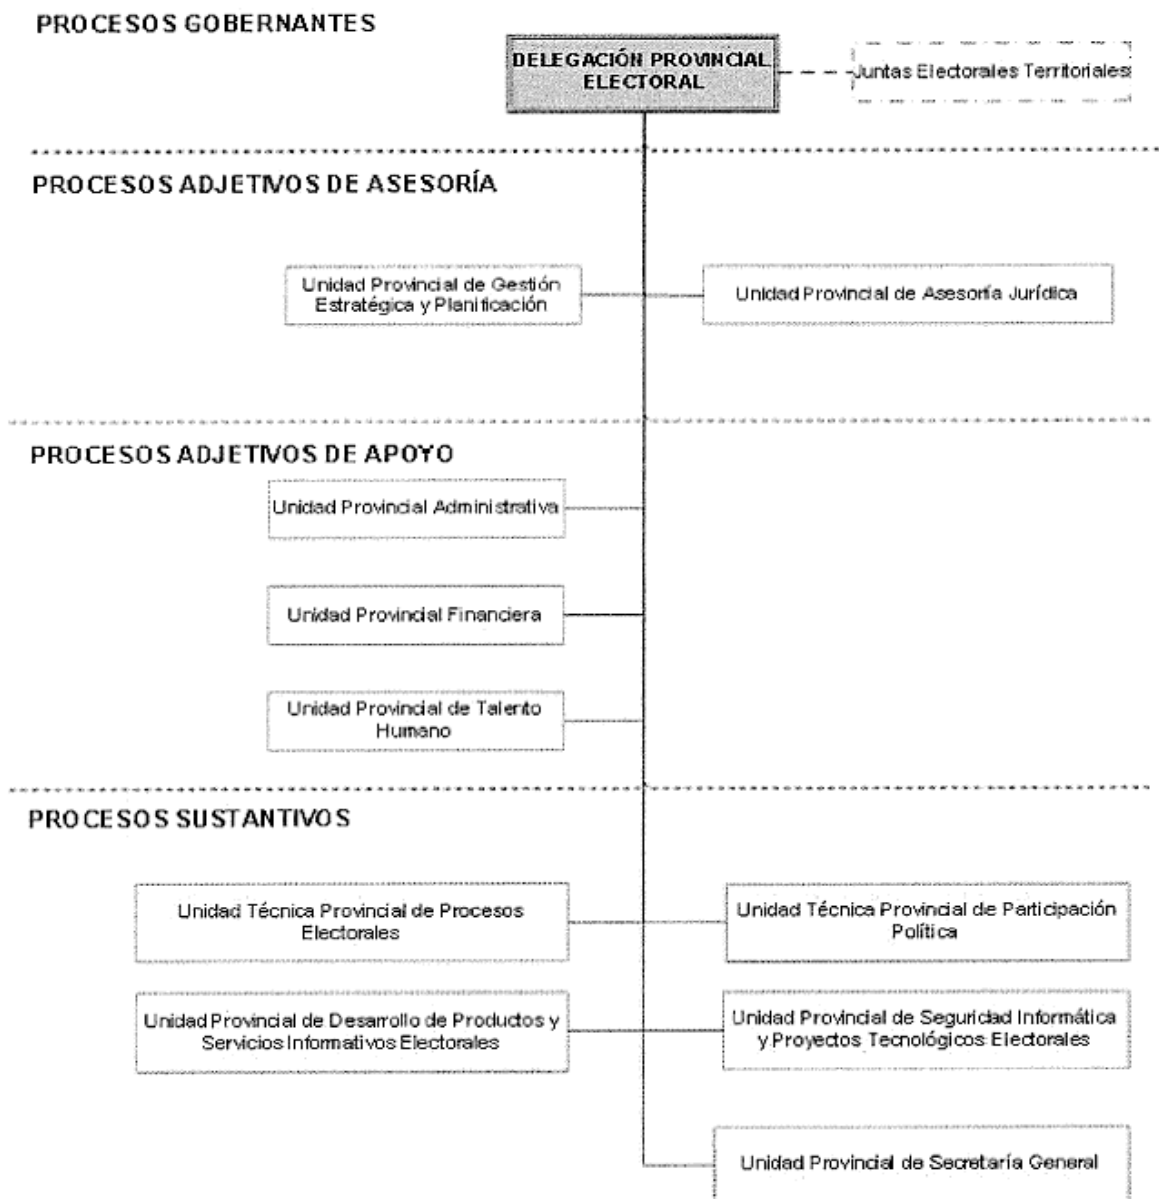 PROCESOS GOBERNANTES
DELEGACIÓN PROVINCIAL
ELECTORAL
Juntas Electorales Territoriales
PROCESOS ADJETIVOS DE ASESORÍA
Unidad Provincial de Gestión
Estratégica y Planificación
Unidad Provincial de Asesoría Jurídica
PROCESOS ADJETIVOS DE APOYO
Unidad Provincial Administrativa
Unidad Provincial Financiera
Unidad Provincial de Talento
Humano
PROCESOS SUSTANTIVOS
Unidad Técnica Provincial de Procesos
Electorales
Unidad Técnica Provincial de Participación
Política
Unidad Provincial de Desarrollo de Productos y
Servicios Informativos Electorales
Unidad Provincial de Seguridad Informática
y Proyectos Tecnológicos Electorales
Unidad Provincial de Secretaría General